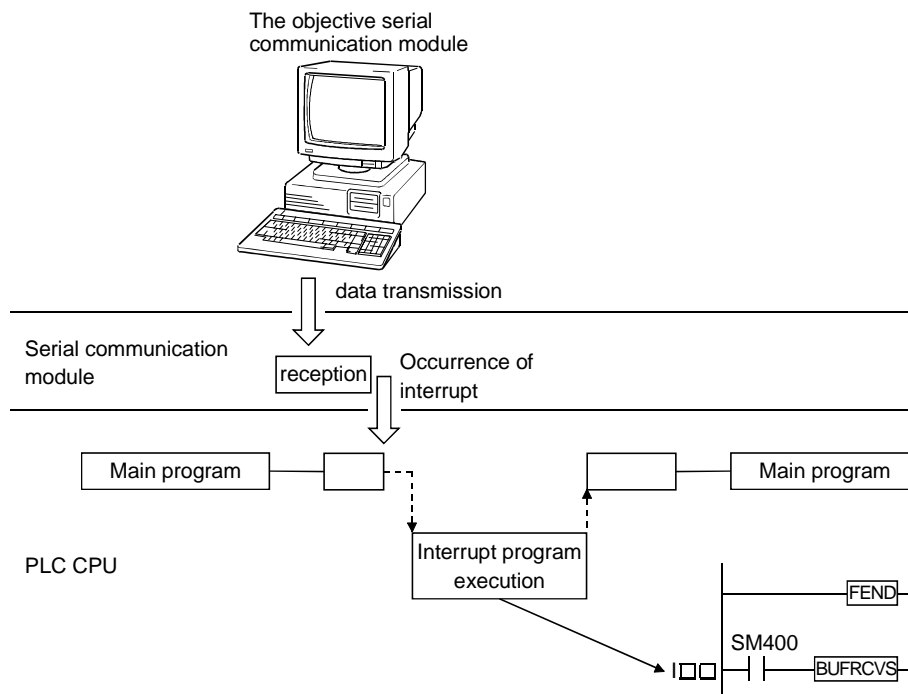 The objective serial
communication module
data transmission
Serial communication
module
reception
Occurrence of
interrupt
Main program
Main program
Interrupt program
execution
PLC CPU
FEND
SM400
I□□
BUFRCVS